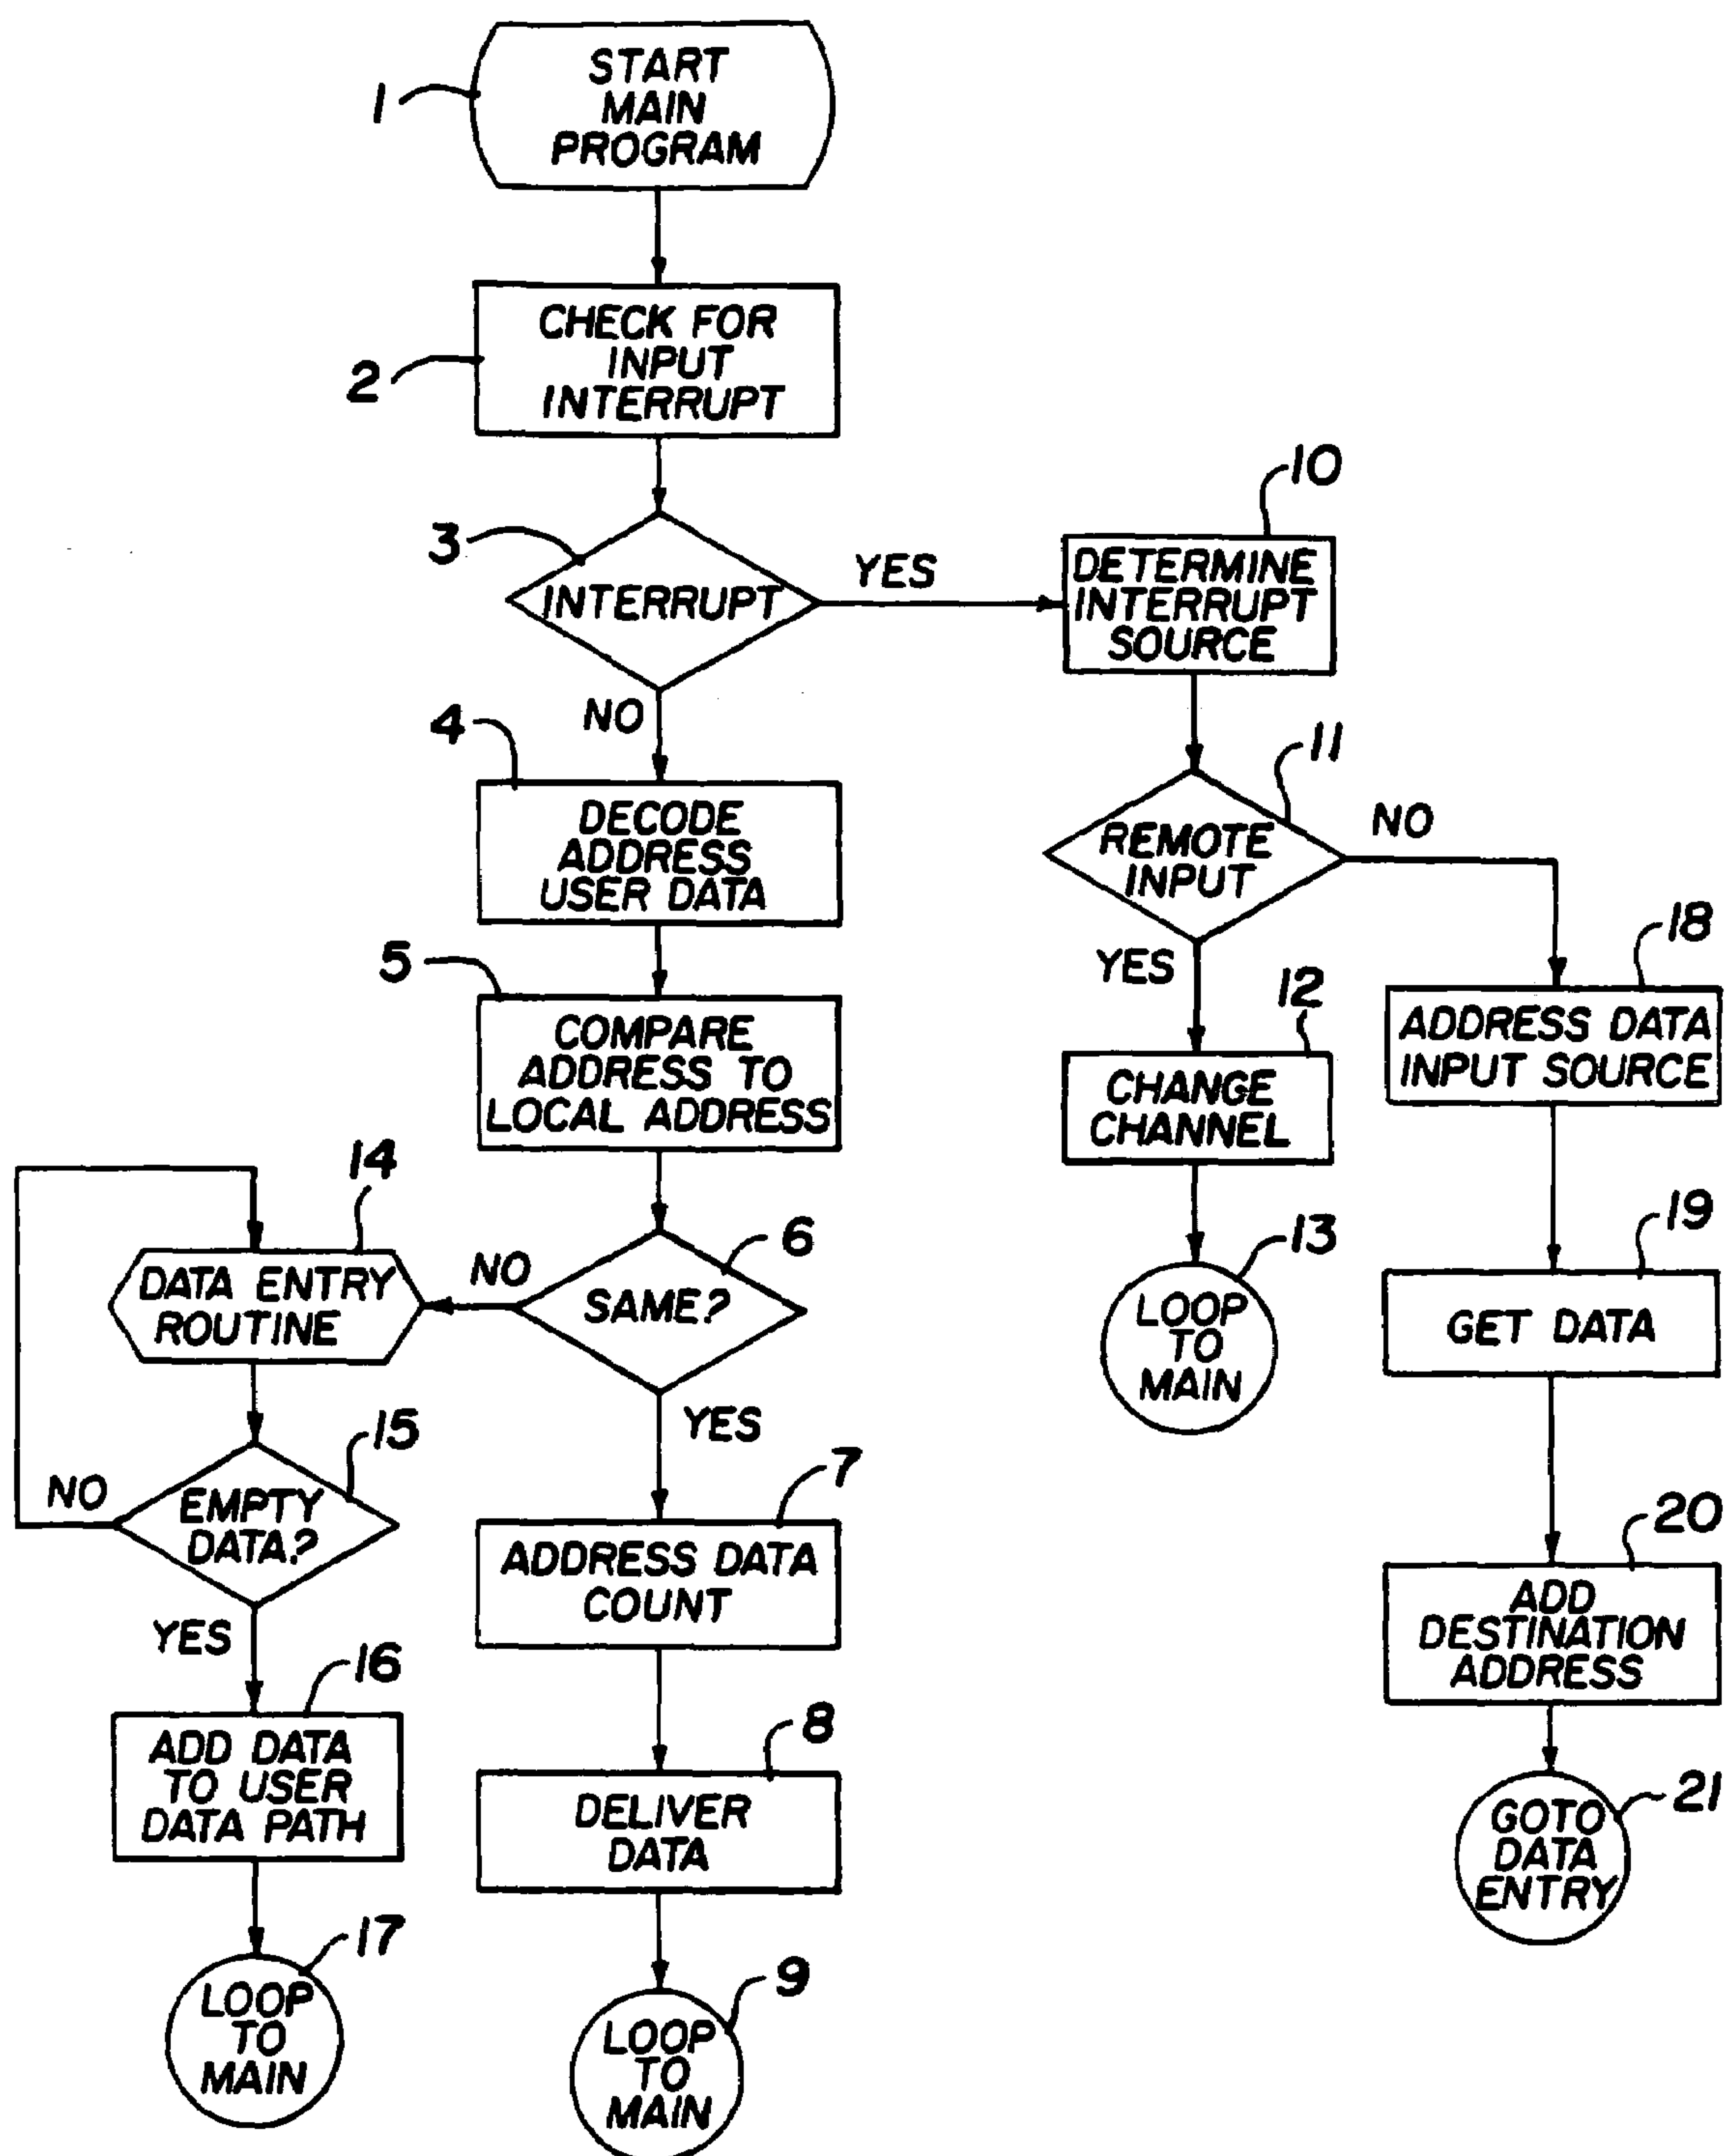 1
START
MAIN
PROGRAM
2
CHECK FOR
INPUT
INTERRUPT
3
INTERRUPT
YES
NO
10
DETERMINE
INTERRUPT
SOURCE
4
DECODE
ADDRESS
USER DATA
11
REMOTE
INPUT
NO
YES
5
COMPARE
ADDRESS TO
LOCAL ADDRESS
12
CHANGE
CHANNEL
18
ADDRESS DATA
INPUT SOURCE
14
DATA ENTRY
ROUTINE
NO
6
SAME?
YES
13
LOOP
TO
MAIN
19
GET DATA
15
EMPTY
DATA?
NO
YES
7
ADDRESS DATA
COUNT
20
ADD
DESTINATION
ADDRESS
16
ADD DATA
TO USER
DATA PATH
8
DELIVER
DATA
21
GOTO
DATA
ENTRY
17
LOOP
TO
MAIN
9
LOOP
TO
MAIN